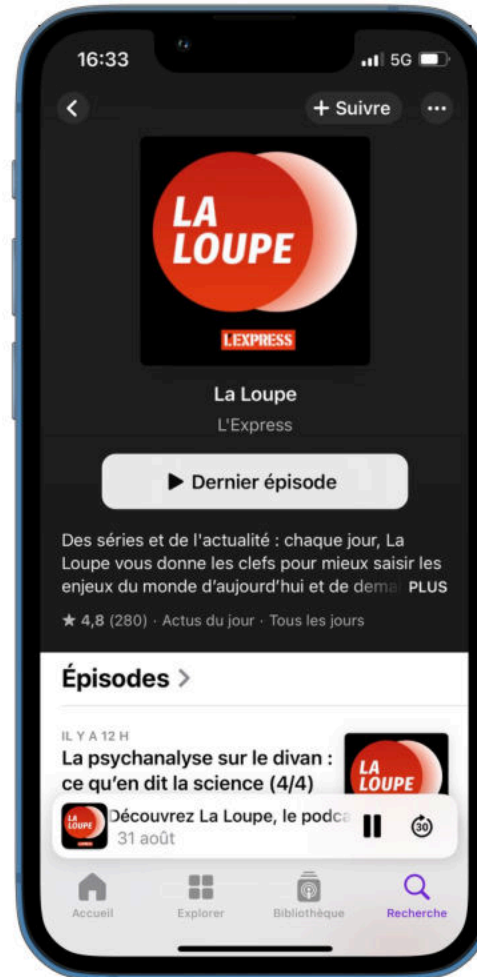 16:33
5G
+ Suivre
LA
LOUPE
L'EXPRESS
La Loupe
L'Express
Dernier épisode
Des séries et de l'actualité : chaque jour, La
Loupe vous donne les clefs pour mieux saisir les
enjeux du monde d'aujourd'hui et de dema PLUS
★ 4,8 (280) · Actus du jour · Tous les jours
Épisodes >
IL Y A 12 H
La psychanalyse sur le divan :
ce qu'en dit la science (4/4)
LA
LOUPE
LA
LOUPE
Découvrez La Loupe, le podca
31 août
30
Accueil
Explorer
Bibliothèque
Recherche